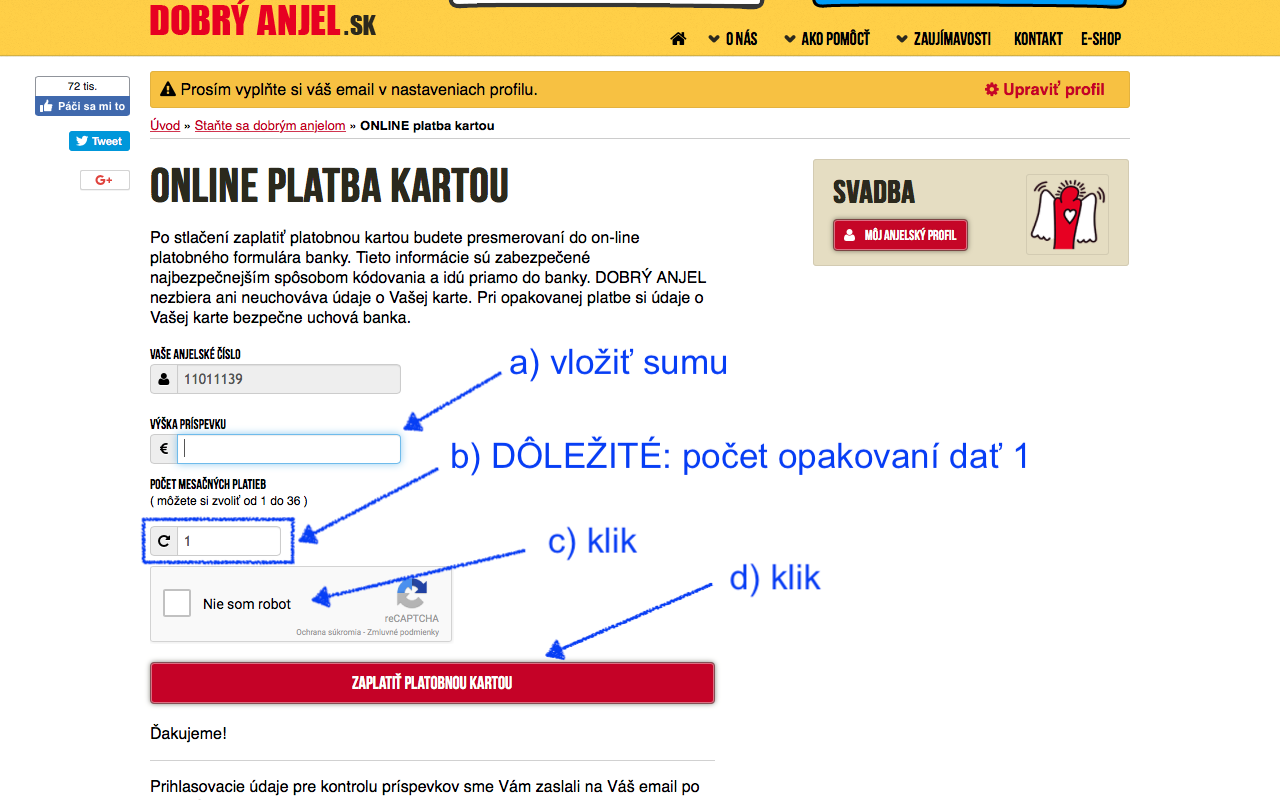 DOBRÝ ANJEL.SK
O NÁS
AKO POMÔCŤ
ZAUJÍMAVOSTI
KONTAKT
E-SHOP
72 tis.
Páči sa mi to
Tweet
G+
Prosím vyplňte si váš email v nastaveniach profilu.
Upraviť profil
Úvod » Staňte sa dobrým anjelom » ONLINE platba kartou
ONLINE PLATBA KARTOU
SVADBA
MÔJ ANJELSKÝ PROFIL
Po stlačení zaplatiť platobnou kartou budete presmerovaní do on-line
platobného formulára banky. Tieto informácie sú zabezpečené
najbezpečnejším spôsobom kódovania a idú priamo do banky. DOBRÝ ANJEL
nezbiera ani neuchováva údaje o Vašej karte. Pri opakovanej platbe si údaje o
Vašej karte bezpečne uchová banka.
VAŠE ANJELSKÉ ČÍSLO
11011139
a) vložiť sumu
VÝŠKA PRÍSPEVKU
€
b) DÔLEŽITÉ: počet opakovaní dať 1
POČET MESAČNÝCH PLATIEB
( môžete si zvoliť od 1 do 36 )
1
c) klik
d) klik
Nie som robot
reCAPTCHA
Ochrana súkromia - Zmluvné podmienky
ZAPLATIŤ PLATOBNOU KARTOU
Ďakujeme!
Prihlasovacie údaje pre kontrolu príspevkov sme Vám zaslali na Váš email po